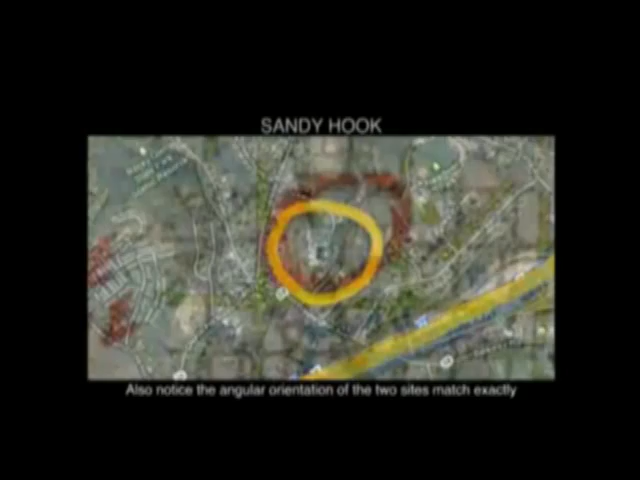 SANDY HOOK
Also notice the angular orientation of the two sites match exactly